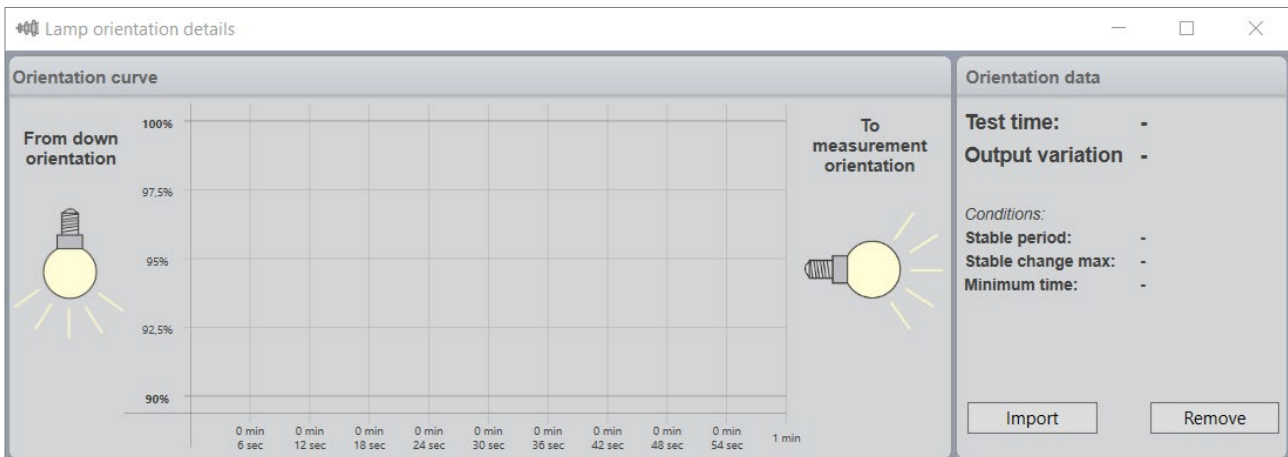 Lamp orientation details
Orientation curve
From down
orientation
100%
97,5%
95%
92,5%
90%
0 min
6 sec
0 min
12 sec
0 min
18 sec
0 min
24 sec
0 min
30 sec
0 min
36 sec
0 min
42 sec
0 min
48 sec
0 min
54 sec
1 min
To
measurement
orientation
Orientation data
Test time: -
Output variation -
Conditions:
Stable period: -
Stable change max: -
Minimum time: -
Import
Remove